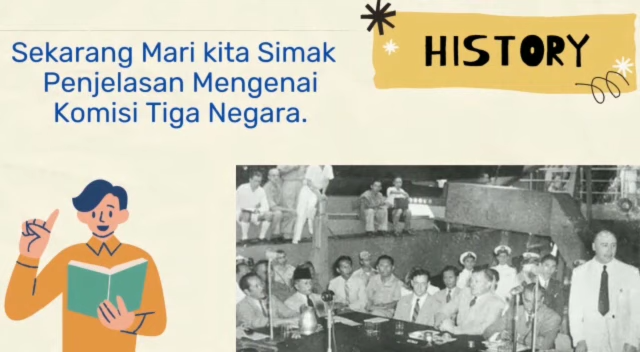 Sekarang Mari kita Simak
Penjelasan Mengenai
Komisi Tiga Negara.
HISTORY